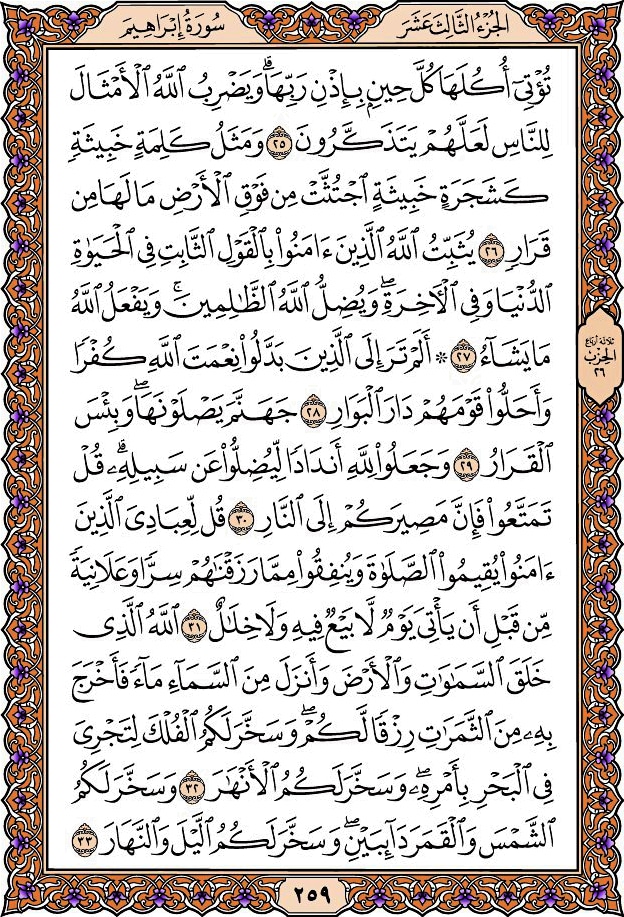 سُورَةُ إِبْرَاهِيمَ
الجُزْءُ الثَّالِثَ عَشَرَ
تُؤْتِىٓ أُكُلَهَا كُلَّ حِينٍۭ بِإِذْنِ رَبِّهَاۗ وَيَضْرِبُ ٱللَّهُ ٱلْأَمْثَالَ
لِلنَّاسِ لَعَلَّهُمْ يَتَذَكَّرُونَ ٢٥ وَمَثَلُ كَلِمَةٍ خَبِيثَةٍ
كَشَجَرَةٍ خَبِيثَةٍ ٱجْتُثَّتْ مِن فَوْقِ ٱلْأَرْضِ مَا لَهَا مِن
قَرَارٍ ٢٦ يُثَبِّتُ ٱللَّهُ ٱلَّذِينَ ءَامَنُوا۟ بِٱلْقَوْلِ ٱلثَّابِتِ فِى ٱلْحَيَوٰةِ
ٱلدُّنْيَا وَفِى ٱلْءَاخِرَةِۖ وَيُضِلُّ ٱللَّهُ ٱلظَّٰلِمِينَۚ وَيَفْعَلُ ٱللَّهُ
مَا يَشَآءُ ٢٧ ۞ أَلَمْ تَرَ إِلَى ٱلَّذِينَ بَدَّلُوا۟ نِعْمَتَ ٱللَّهِ كُفْرًا
وَأَحَلُّوا۟ قَوْمَهُمْ دَارَ ٱلْبَوَارِ ٢٨ جَهَنَّمَ يَصْلَوْنَهَاۖ وَبِئْسَ
ٱلْقَرَارُ ٢٩ وَجَعَلُوا۟ لِلَّهِ أَندَادًا لِّيُضِلُّوا۟ عَن سَبِيلِهِۦۗ قُلْ
تَمَتَّعُوا۟ فَإِنَّ مَصِيرَكُمْ إِلَى ٱلنَّارِ ٣٠ قُل لِّعِبَادِىَ ٱلَّذِينَ
ءَامَنُوا۟ يُقِيمُوا۟ ٱلصَّلَوٰةَ وَيُنفِقُوا۟ مِمَّا رَزَقْنَٰهُمْ سِرًّا وَعَلَانِيَةً
مِّن قَبْلِ أَن يَأْتِىَ يَوْمٌ لَّا بَيْعٌ فِيهِ وَلَا خِلَٰلٌ ٣١ ٱللَّهُ ٱلَّذِى
خَلَقَ ٱلسَّمَٰوَٰتِ وَٱلْأَرْضَ وَأَنزَلَ مِنَ ٱلسَّمَآءِ مَآءً فَأَخْرَجَ
بِهِۦ مِنَ ٱلثَّمَرَٰتِ رِزْقًا لَّكُمْۖ وَسَخَّرَ لَكُمُ ٱلْفُلْكَ لِتَجْرِىَ
فِى ٱلْبَحْرِ بِأَمْرِهِۦۖ وَسَخَّرَ لَكُمُ ٱلْأَنْهَٰرَ ٣٢ وَسَخَّرَ لَكُمُ
ٱلشَّمْسَ وَٱلْقَمَرَ دَآئِبَيْنِۖ وَسَخَّرَ لَكُمُ ٱلَّيْلَ وَٱلنَّهَارَ ٣٣
ثلاثة أرباع
الحزب
٢٦
٢٥٩